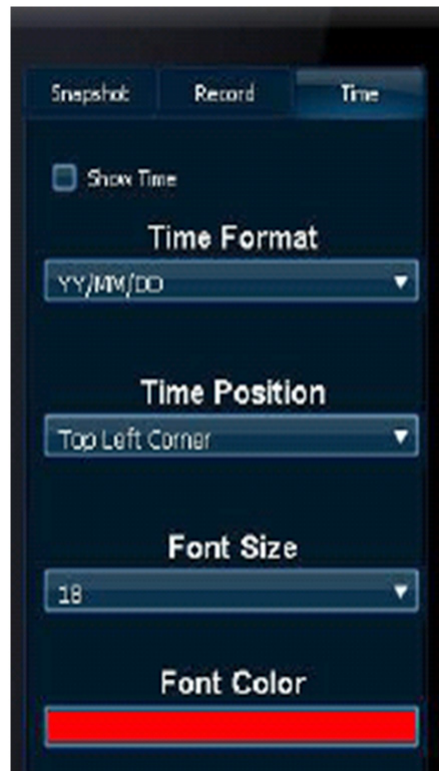 Snapshot Record Time
Show Time
Time Format
YY/MM/DD
Time Position
Top Left Corner
Font Size
18
Font Color